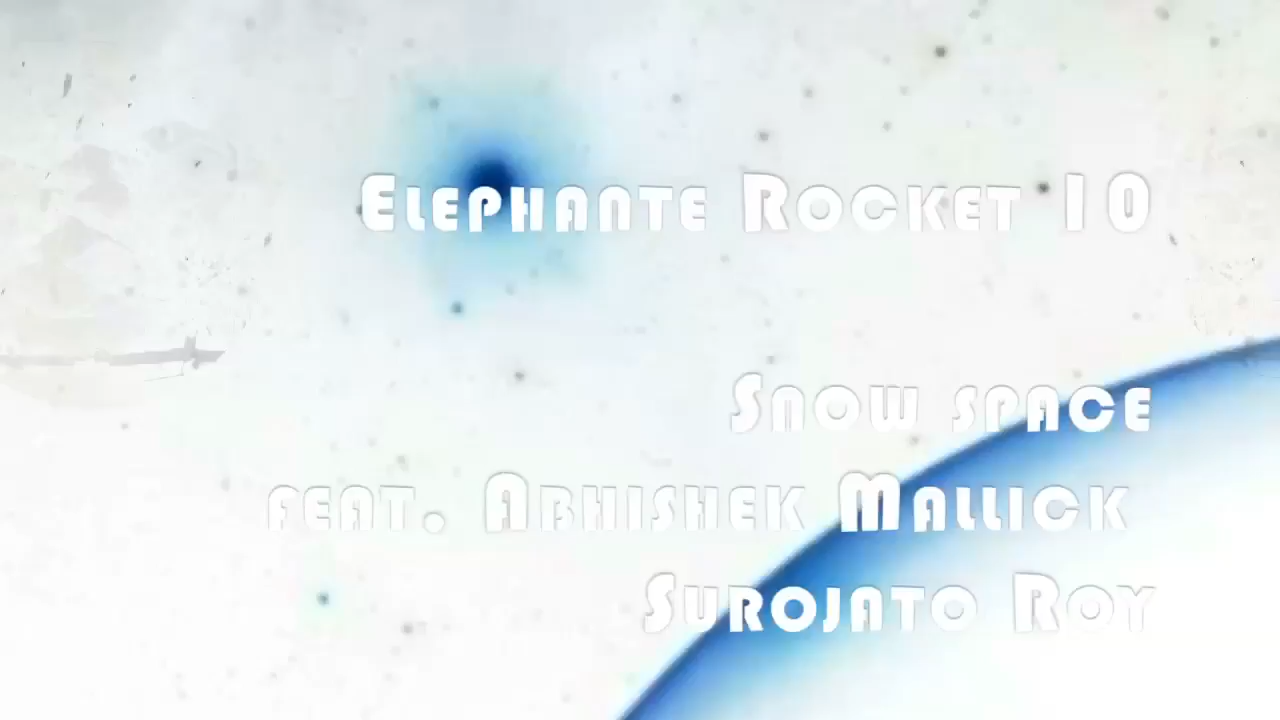 Elephante Rocket 10
Snow space
feat. Abhishek Mallick
Surojato Roy